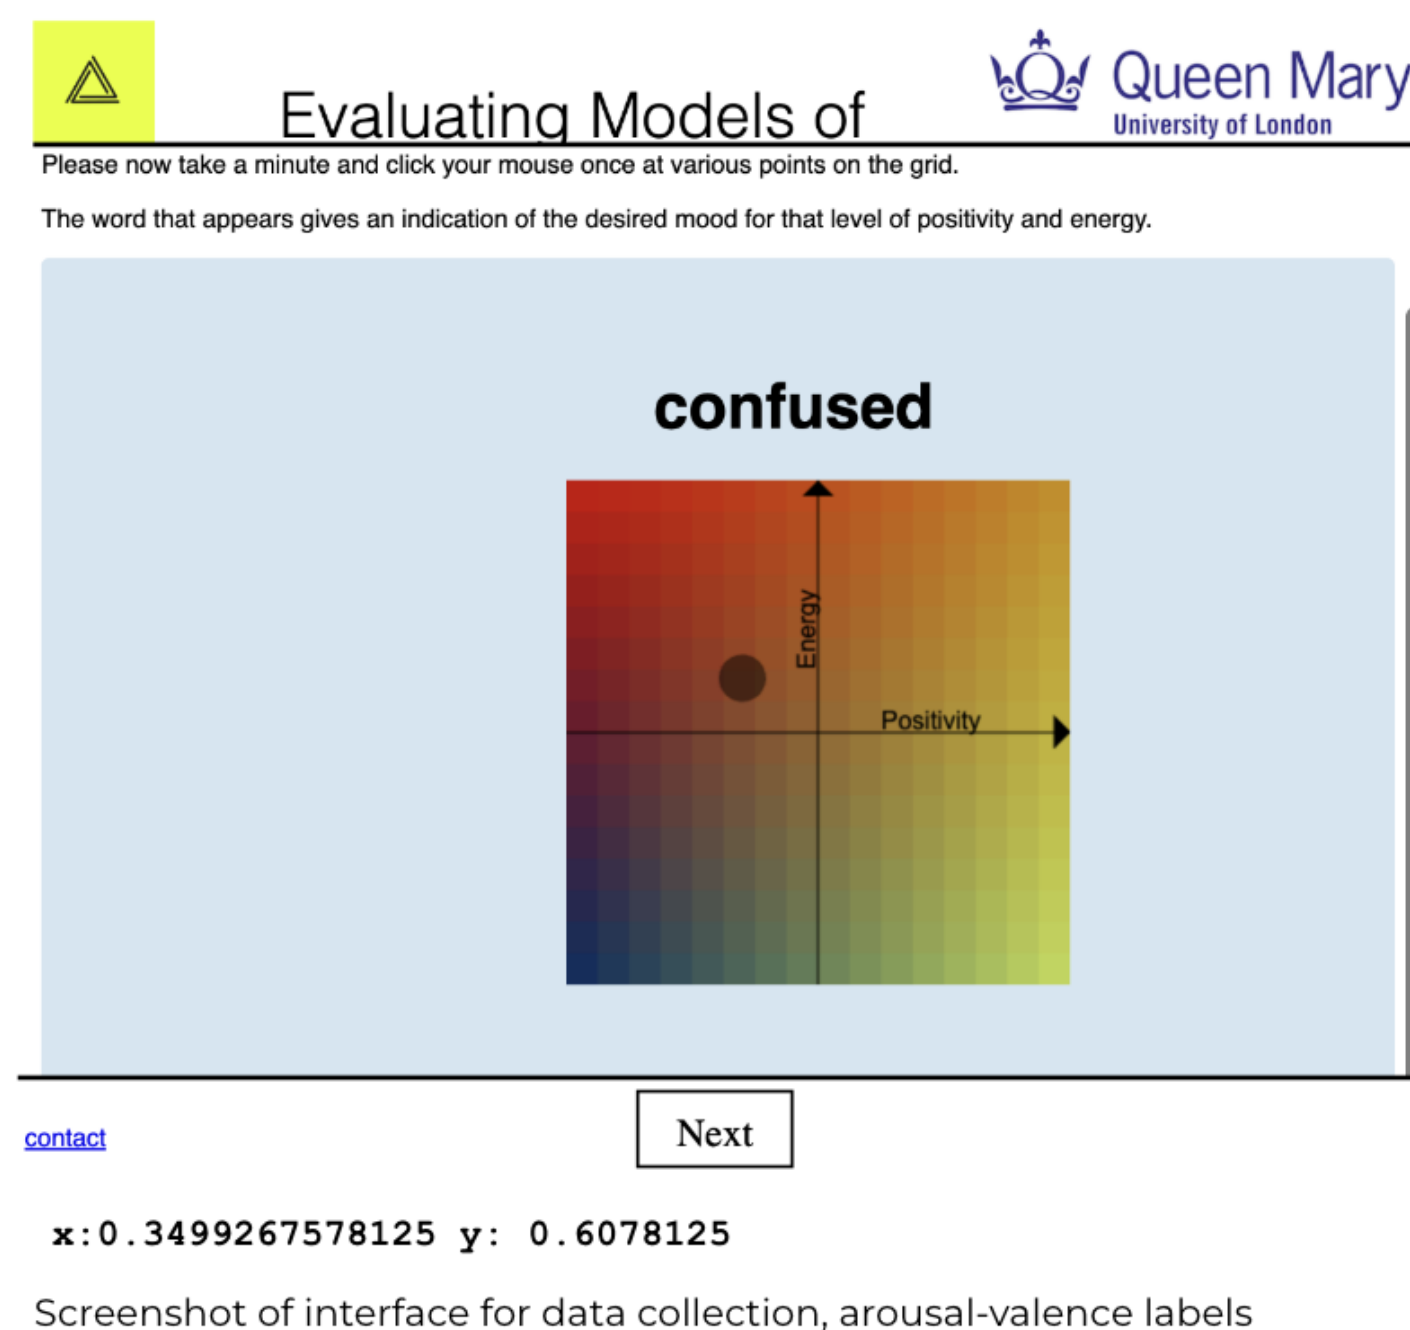 Evaluating Models of
Queen Mary
University of London
Please now take a minute and click your mouse once at various points on the grid.
The word that appears gives an indication of the desired mood for that level of positivity and energy.
confused
Energy
Positivity
Next
contact
x:0.3499267578125 y: 0.6078125
Screenshot of interface for data collection, arousal-valence labels